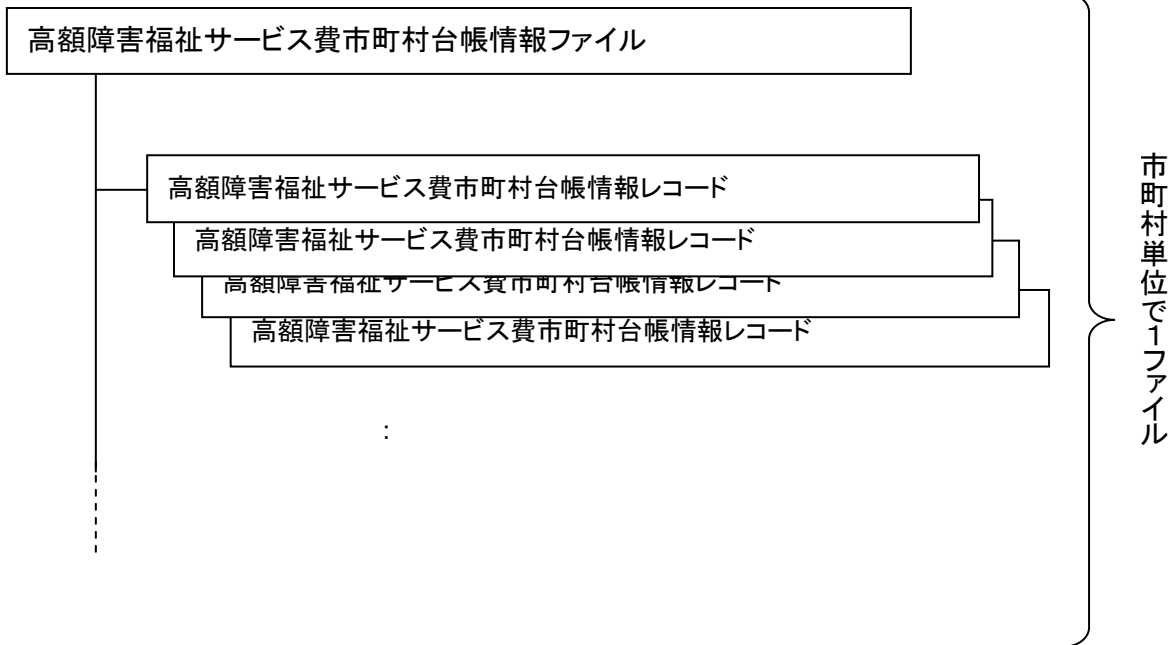 高額障害福祉サービス費市町村台帳情報ファイル
高額障害福祉サービス費市町村台帳情報レコード
高額障害福祉サービス費市町村台帳情報レコード
高額障害福祉サービス費市町村台帳情報レコード
高額障害福祉サービス費市町村台帳情報レコード
:
市町村単位で1ファイル